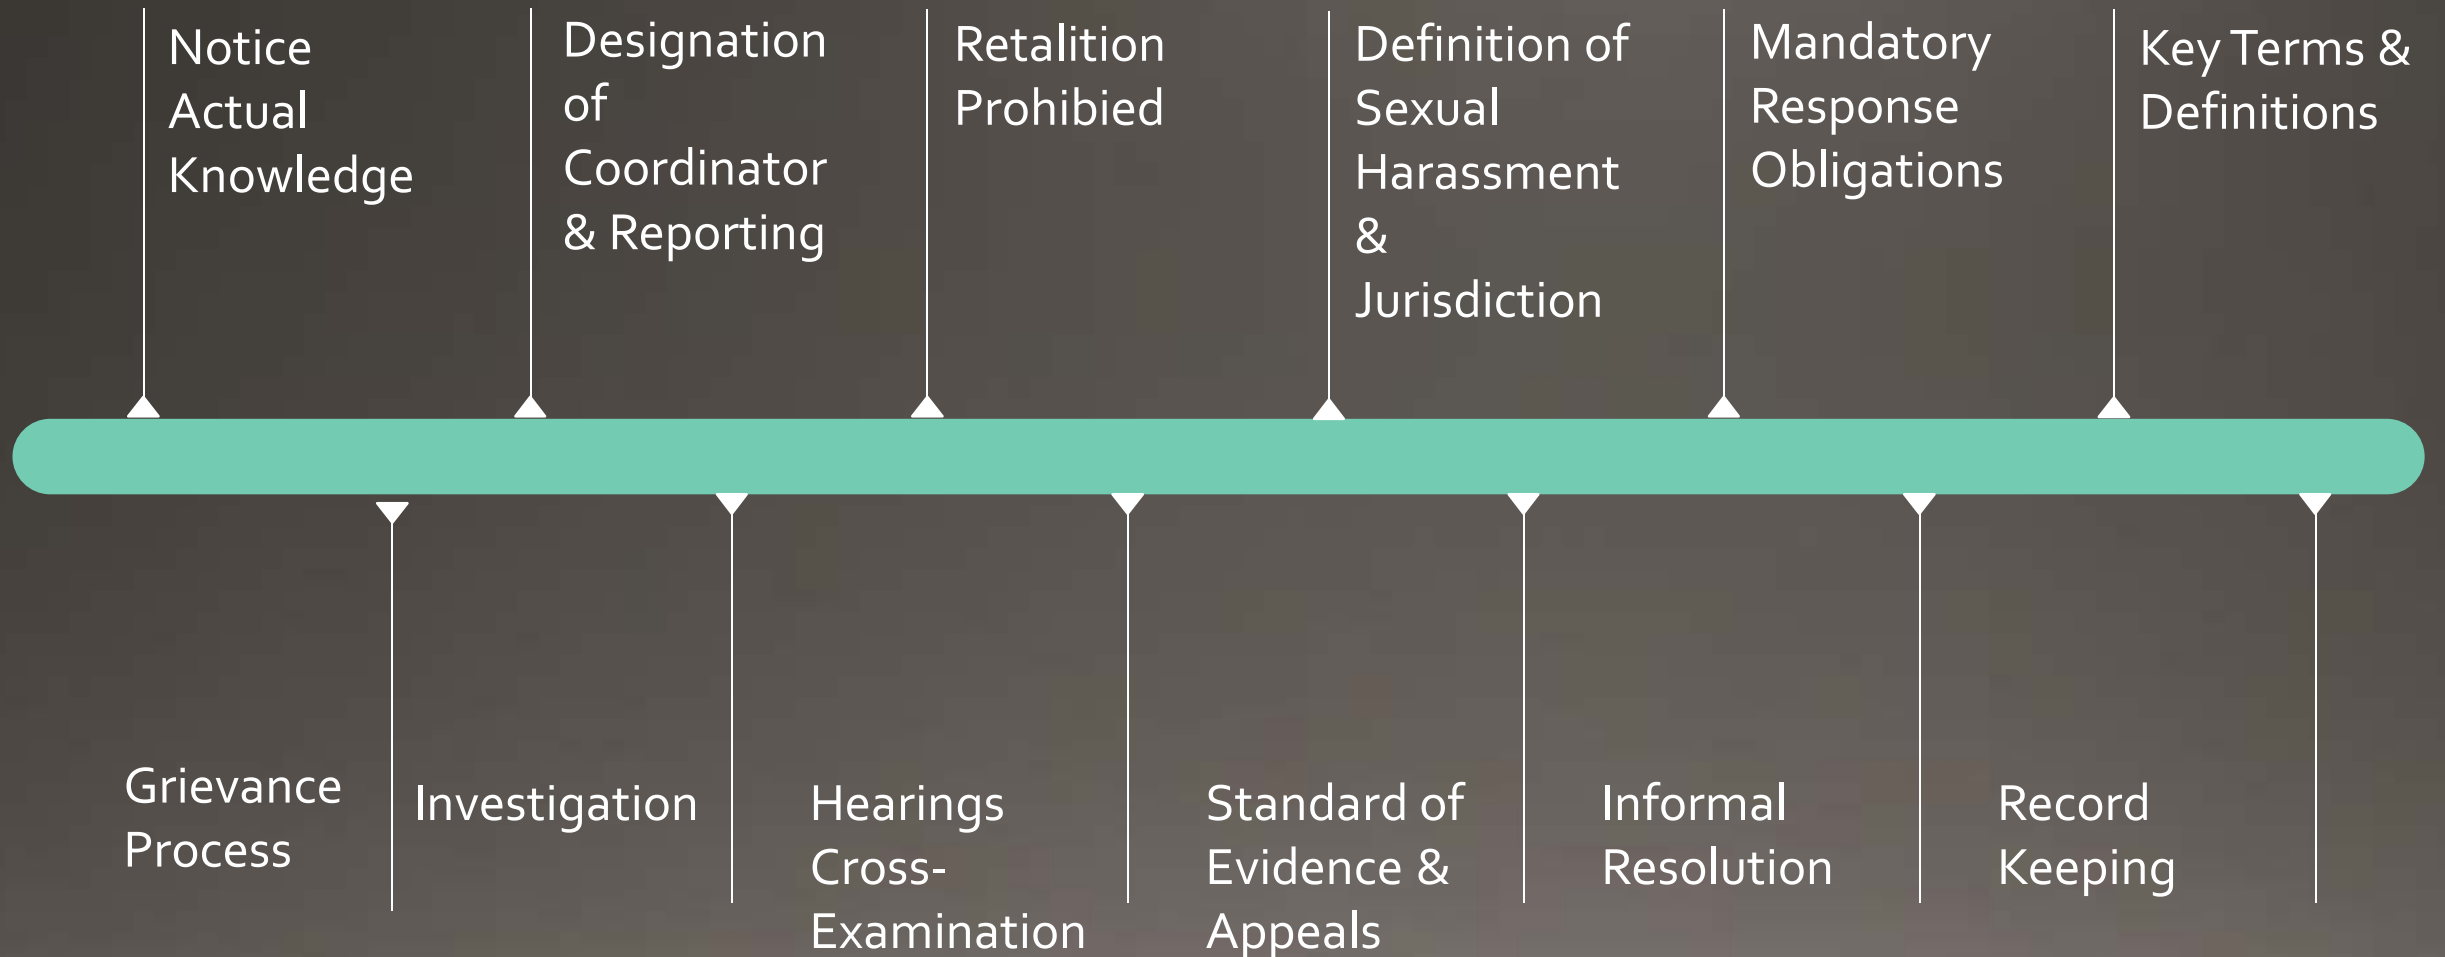 Notice
Actual
Knowledge
Designation
of
Coordinator
& Reporting
Retalition
Prohibied
Definition of
Sexual
Harassment
&
Jurisdiction
Mandatory
Response
Obligations
Key Terms &
Definitions
Grievance
Process
Investigation
Hearings
Cross-
Examination
Standard of
Evidence &
Appeals
Informal
Resolution
Record
Keeping